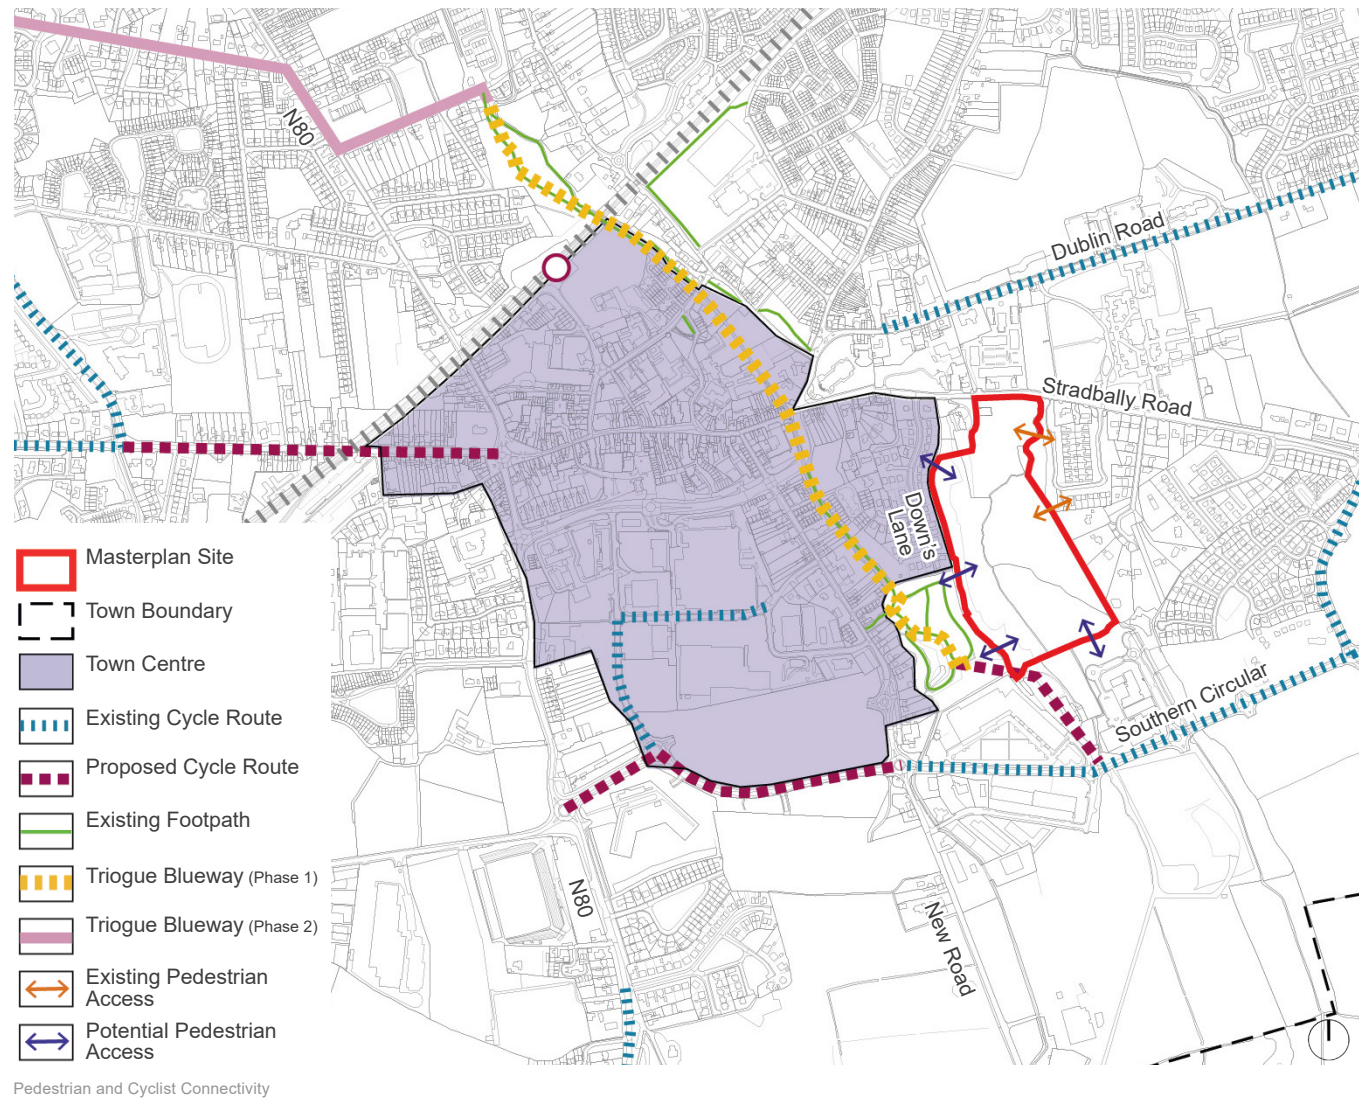 N80
Dublin Road
Stradbally Road
Down's
Lane
Southern Circular
N80
New Road
Masterplan Site
Town Boundary
Town Centre
Existing Cycle Route
Proposed Cycle Route
Existing Footpath
Triogue Blueway (Phase 1)
Triogue Blueway (Phase 2)
Existing Pedestrian
Access
Potential Pedestrian
Access
Pedestrian and Cyclist Connectivity